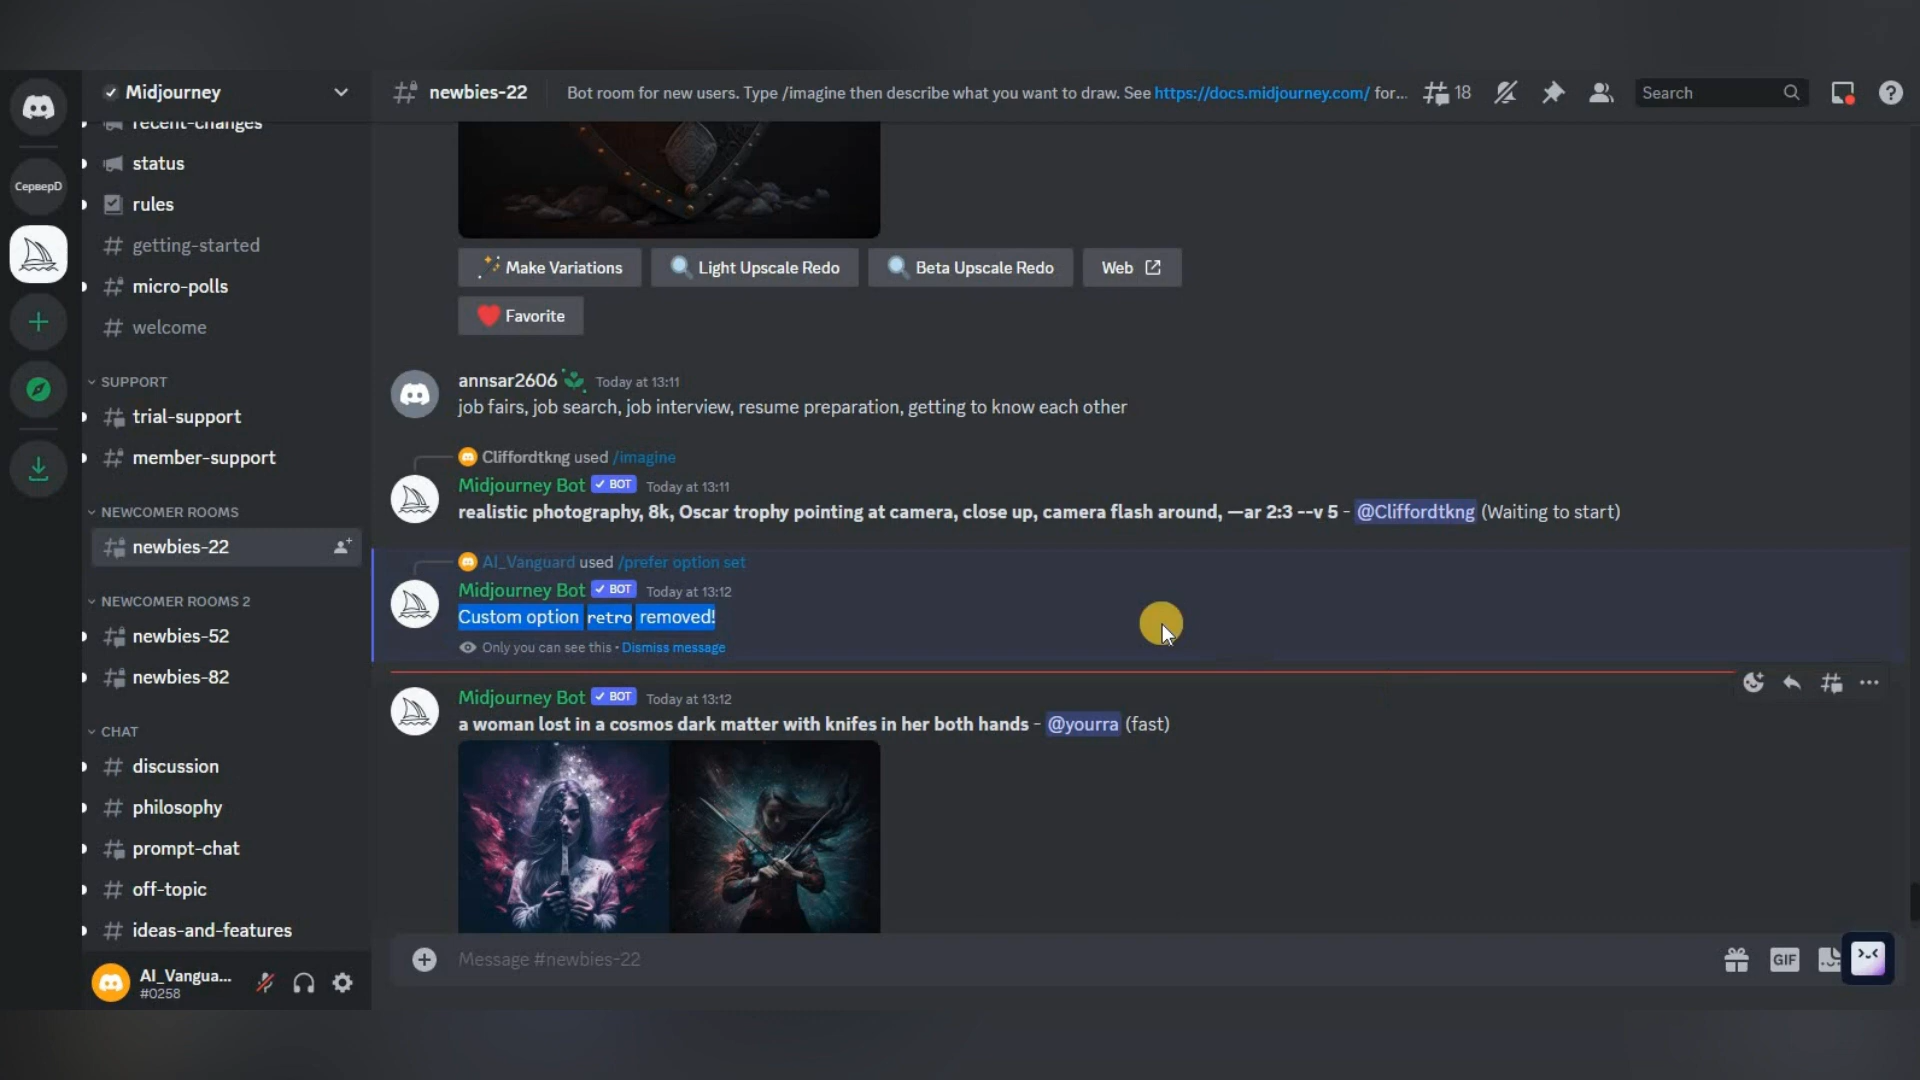 Midjourney
recent-changes
status
rules
getting-started
micro-polls
welcome
SUPPORT
trial-support
member-support
NEWCOMER ROOMS
newbies-22
NEWCOMER ROOMS 2
newbies-52
newbies-82
CHAT
discussion
philosophy
prompt-chat
off-topic
ideas-and-features
СерверD
AI_Vangua...
#0258
newbies-22
Bot room for new users. Type /imagine then describe what you want to draw. See https://docs.midjourney.com/ for...
18
Search
Make Variations
Light Upscale Redo
Beta Upscale Redo
Web
Favorite
annsar2606 Today at 13:11
job fairs, job search, job interview, resume preparation, getting to know each other
Cliffordtkng used /imagine
Midjourney Bot ✓ BOT Today at 13:11
realistic photography, 8k, Oscar trophy pointing at camera, close up, camera flash around, —ar 2:3 --v 5 - @Cliffordtkng (Waiting to start)
AI_Vanguard used /prefer option set
Midjourney Bot ✓ BOT Today at 13:12
Custom option retro removed!
Only you can see this • Dismiss message
Midjourney Bot ✓ BOT Today at 13:12
a woman lost in a cosmos dark matter with knifes in her both hands - @yourra (fast)
Message #newbies-22
GIF